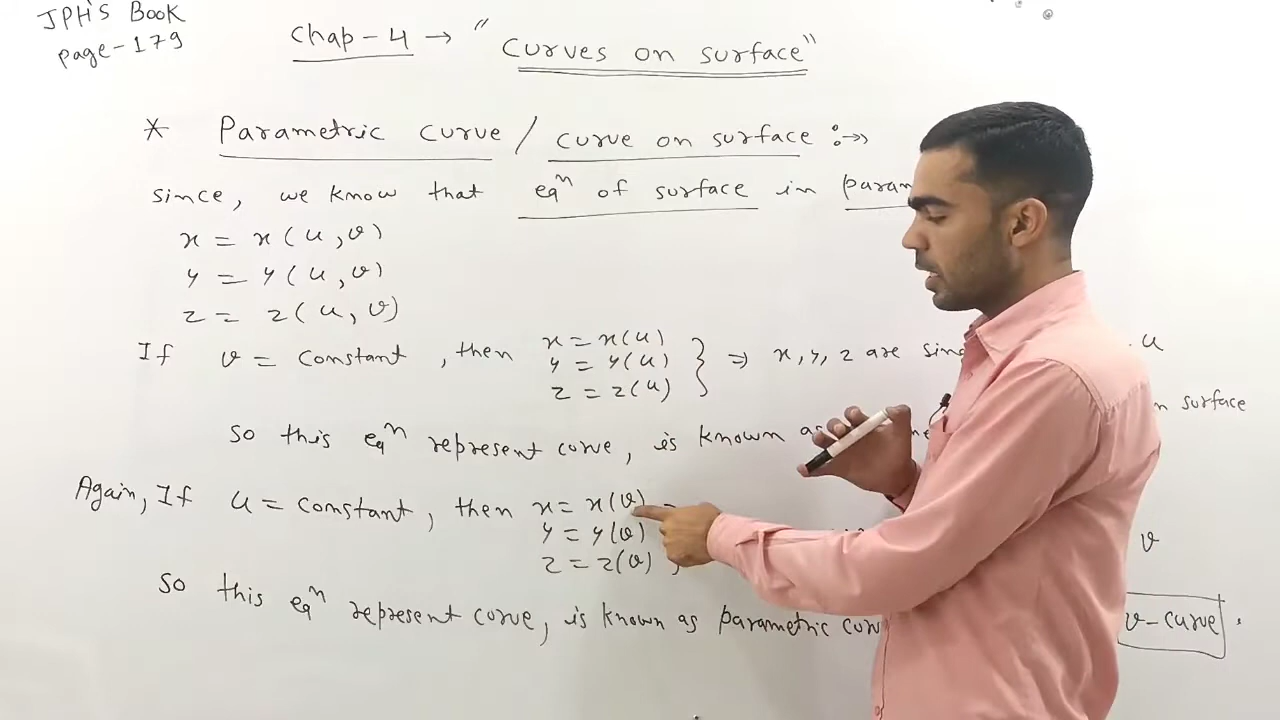 JPH'S Book
page-179
Chap-4 → "Curves on surface"
* Parametric curve / curve on surface :→
since, we know that eqⁿ of surface in
x = x(u,v)
y = y(u,v)
z = z(u,v)
If v = constant, then x = x(u)
y = y(u)
z = z(u) } ⇒ x, y, z are u
So this eqⁿ represent curve, is known as surface
Again, If u = constant, then x = x(v)
y = y(v)
z = z(v) v
So this eqⁿ represent curve, is known as parametric v-curve.